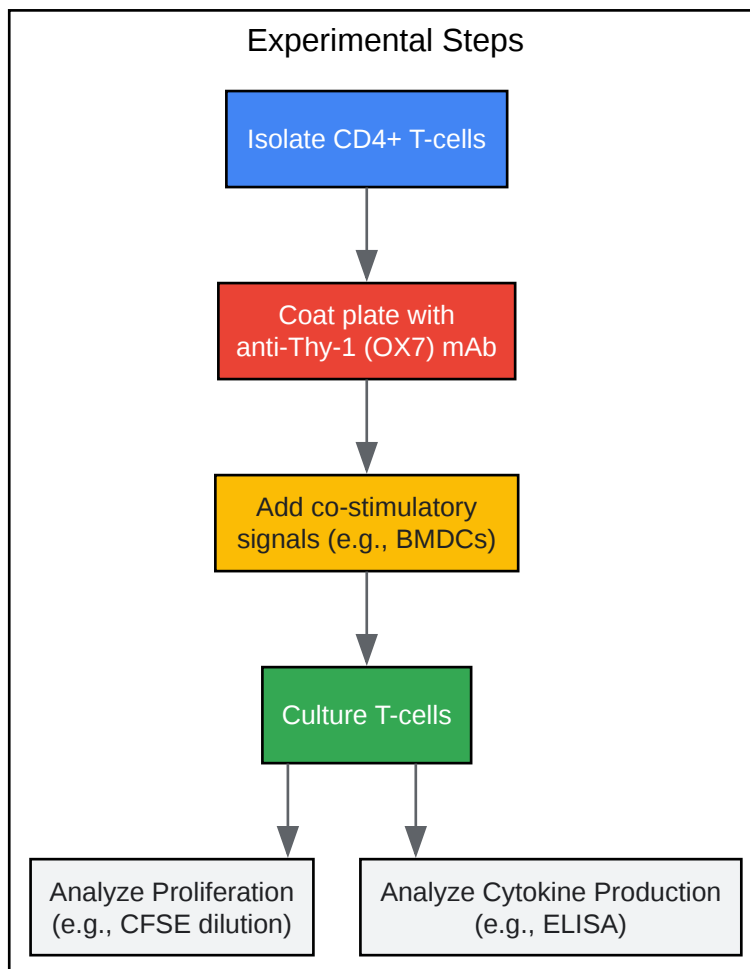 Experimental Steps
Isolate CD4+ T-cells
Coat plate with
anti-Thy-1 (OX7) mAb
Add co-stimulatory
signals (e.g., BMDCs)
Culture T-cells
Analyze Proliferation
(e.g., CFSE dilution)
Analyze Cytokine Production
(e.g., ELISA)